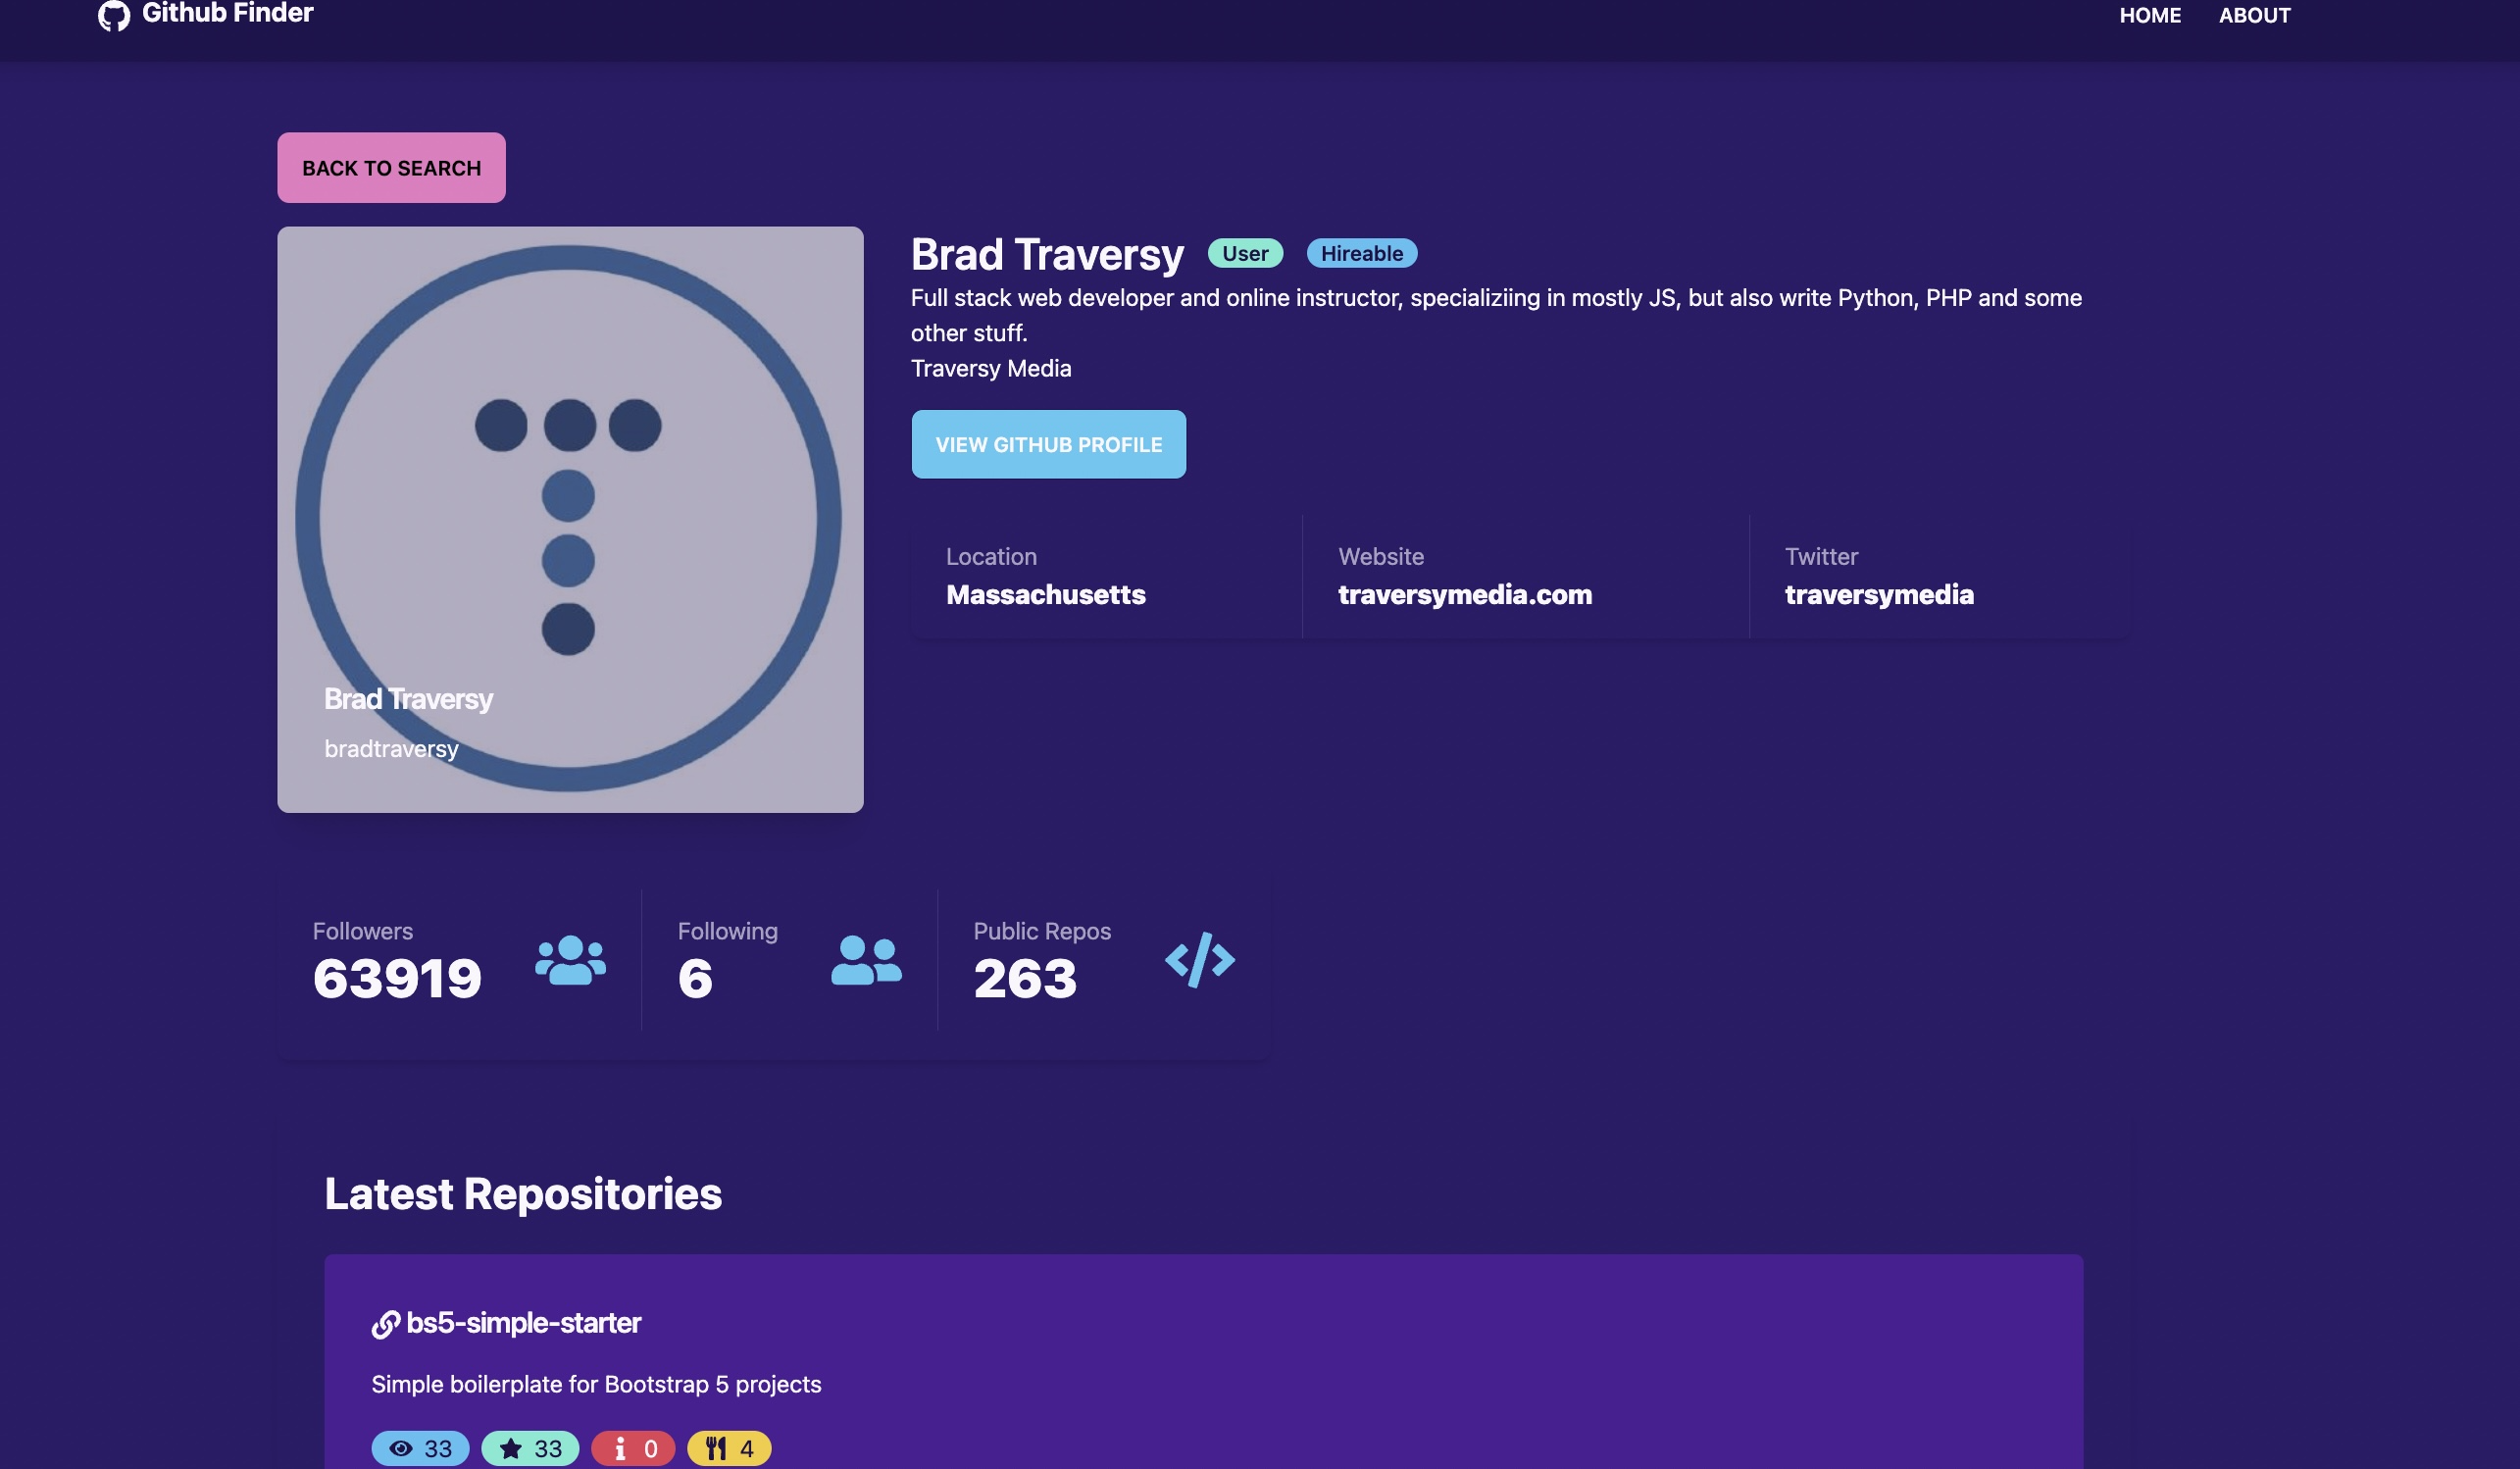 Github Finder
HOME ABOUT
BACK TO SEARCH
Brad Traversy User Hireable
Full stack web developer and online instructor, specializiing in mostly JS, but also write Python, PHP and some
other stuff.
Traversy Media
VIEW GITHUB PROFILE
Location
Massachusetts
Website
traversymedia.com
Twitter
traversymedia
Brad Traversy
bradtraversy
Followers
63919
Following
6
Public Repos
263
Latest Repositories
bs5-simple-starter
Simple boilerplate for Bootstrap 5 projects
33 33 0 4